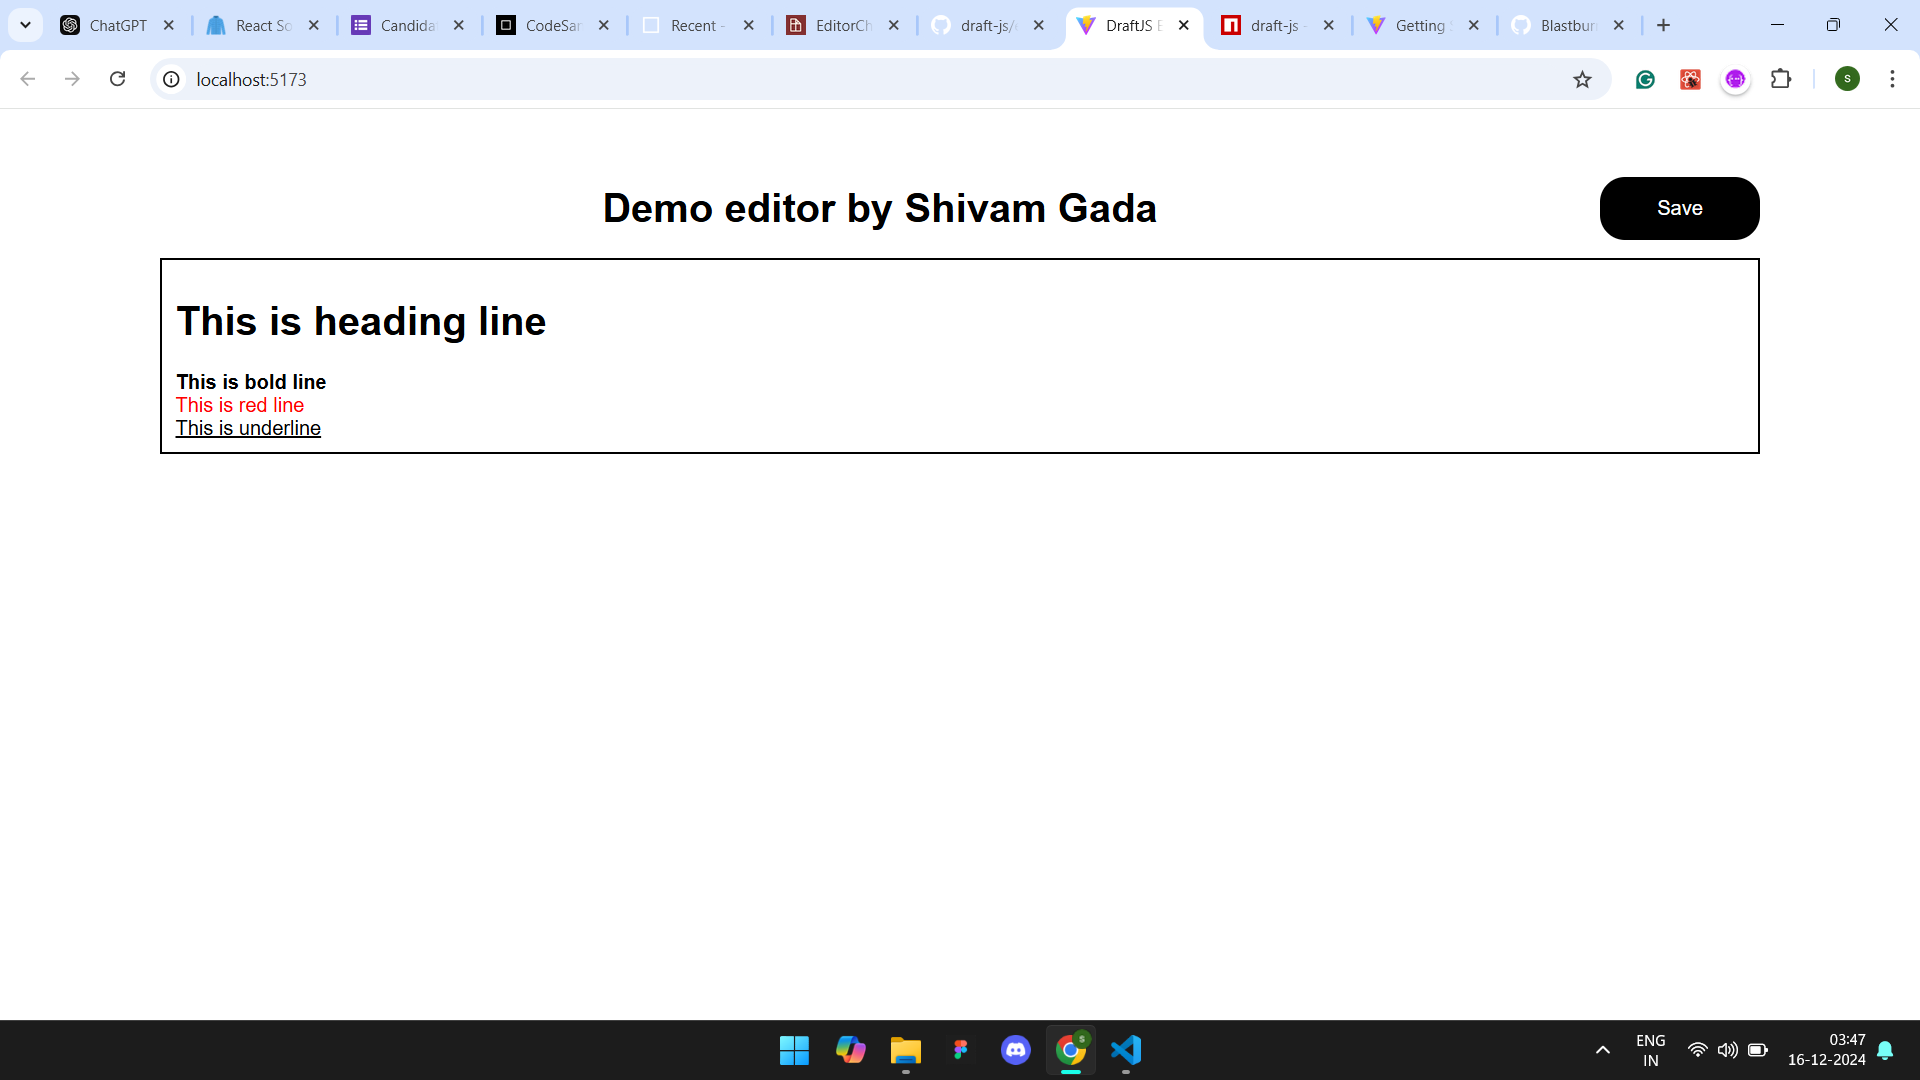 ChatGPT
React So
Candida
CodeSan
Recent -
EditorCh
draft-js/
DraftJS E
draft-js -
Getting S
Blastbur
localhost:5173
S
Demo editor by Shivam Gada
Save
This is heading line
This is bold line
This is red line
This is underline
S
ENG
IN
03:47
16-12-2024